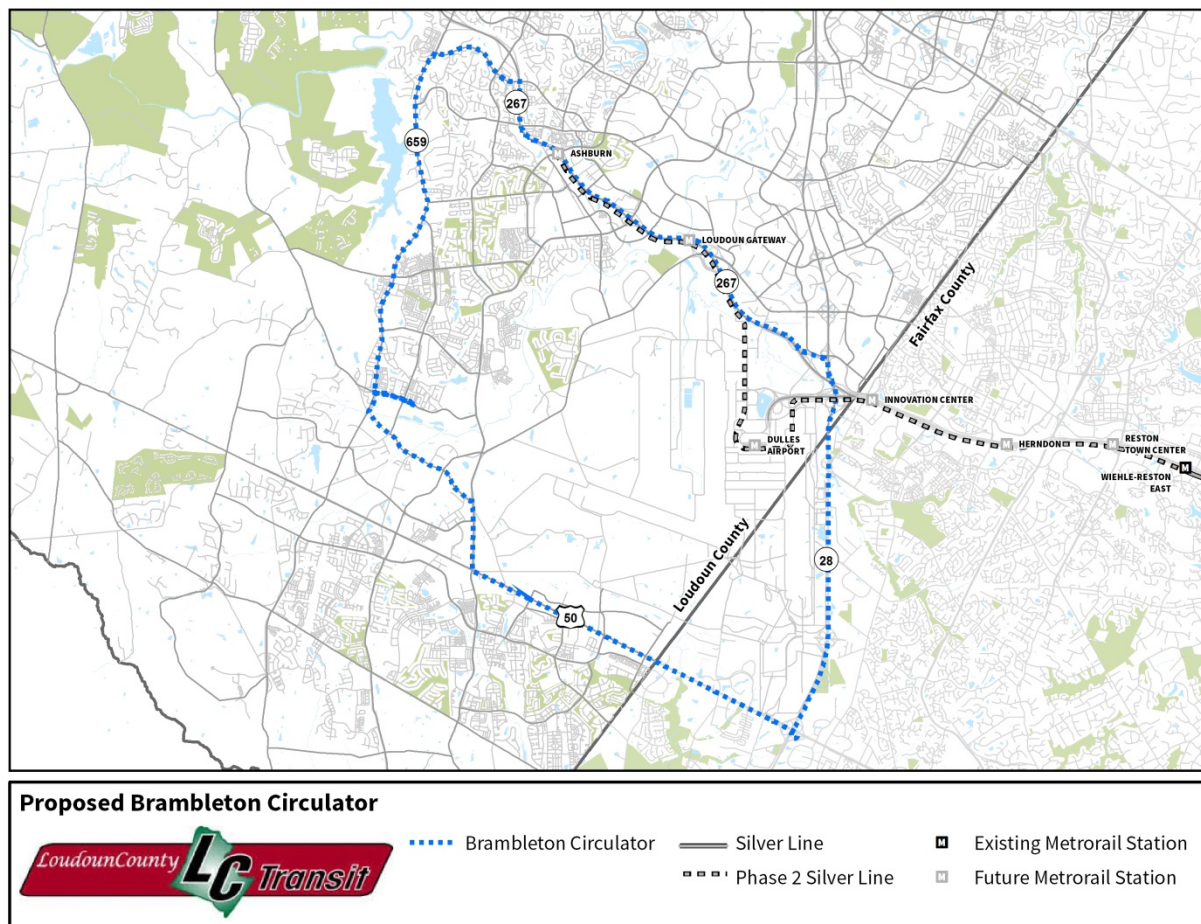 267
659
ASHBURN
LOUDOUN GATEWAY
267
Fairfax County
INNOVATION CENTER
DULLES
AIRPORT
HERNDON
RESTON
TOWN CENTER
WIEHLE-RESTON
EAST
Loudoun County
28
50
Proposed Brambleton Circulator
LoudounCounty
LC
Transit
Brambleton Circulator
Silver Line
Phase 2 Silver Line
M Existing Metrorail Station
M Future Metrorail Station